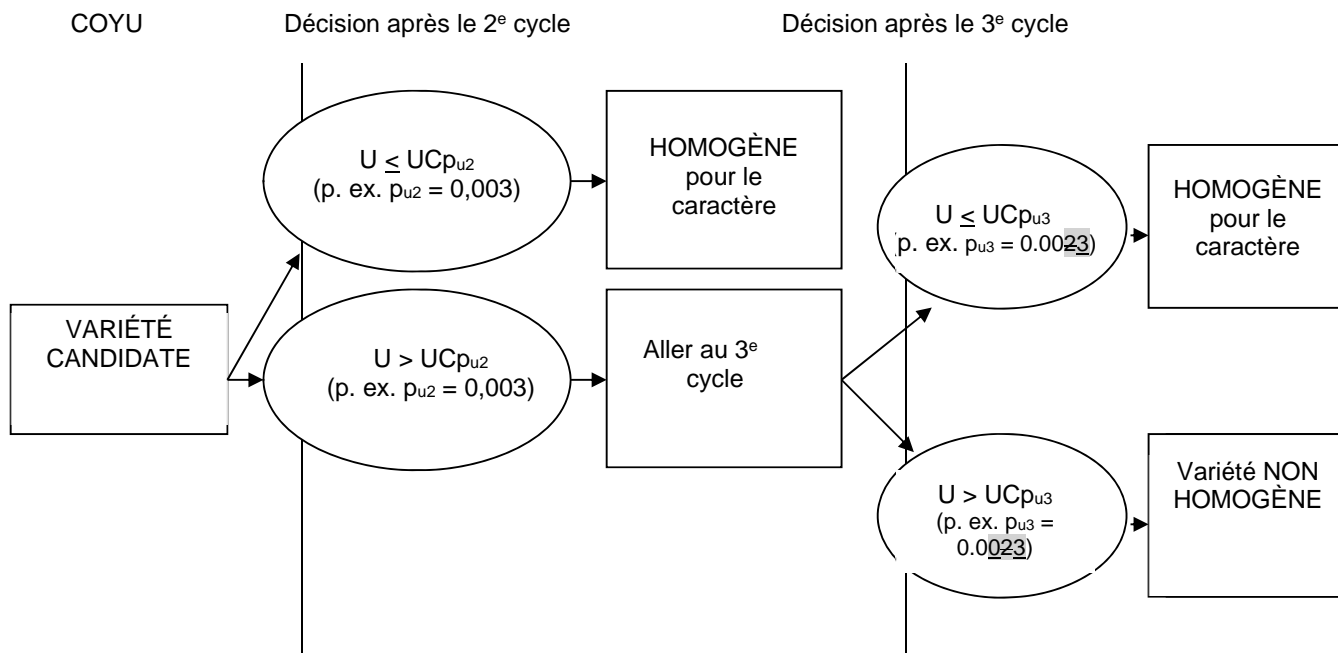 COYU
Décision après le 2e cycle
Décision après le 3e cycle
U ≤ UCpu2
(p. ex. pu2 = 0,003)
HOMOGÈNE
pour le
caractère
U ≤ UCpu3
(p. ex. pu3 = 0.0023)
HOMOGÈNE
pour le
caractère
VARIÉTÉ
CANDIDATE
U > UCpu2
(p. ex. pu2 = 0,003)
Aller au 3e
cycle
U > UCpu3
(p. ex. pu3 =
0.0023)
Variété NON
HOMOGÈNE